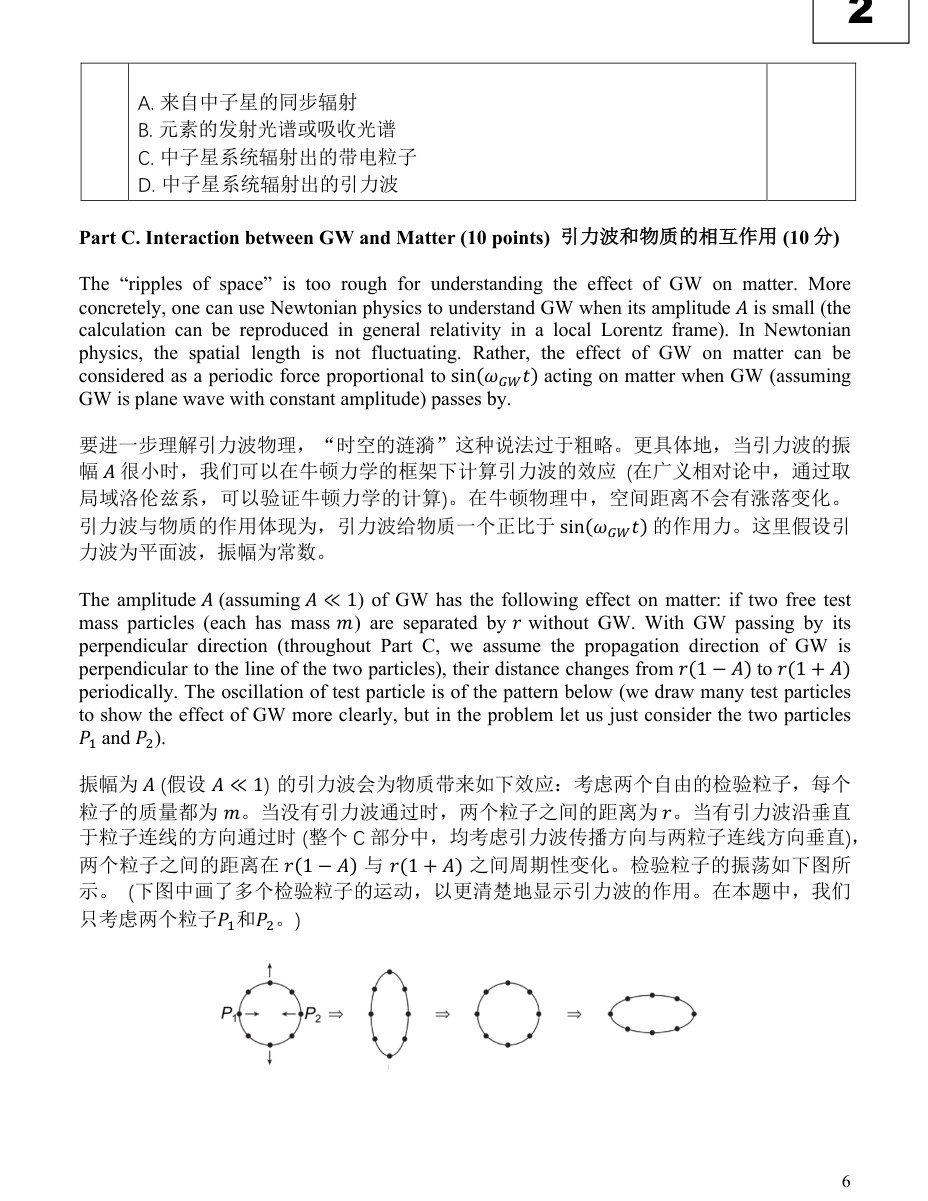 2
A. 来自中子星的同步辐射
B. 元素的发射光谱或吸收光谱
C. 中子星系统辐射出的带电粒子
D. 中子星系统辐射出的引力波
Part C. Interaction between GW and Matter (10 points) 引力波和物质的相互作用 (10 分)
The “ripples of space” is too rough for understanding the effect of GW on matter. More
concretely, one can use Newtonian physics to understand GW when its amplitude A is small (the
calculation can be reproduced in general relativity in a local Lorentz frame). In Newtonian
physics, the spatial length is not fluctuating. Rather, the effect of GW on matter can be
considered as a periodic force proportional to sin(ω_{GW}t) acting on matter when GW (assuming
GW is plane wave with constant amplitude) passes by.
要进一步理解引力波物理，“时空的涟漪”这种说法过于粗略。更具体地，当引力波的振
幅 A 很小时，我们可以在牛顿力学的框架下计算引力波的效应 (在广义相对论中，通过取
局域洛伦兹系，可以验证牛顿力学的计算)。在牛顿物理中，空间距离不会有涨落变化。
引力波与物质的作用体现为，引力波给物质一个正比于 sin(ω_{GW}t) 的作用力。这里假设引
力波为平面波，振幅为常数。
The amplitude A (assuming A ≪ 1) of GW has the following effect on matter: if two free test
mass particles (each has mass m) are separated by r without GW. With GW passing by its
perpendicular direction (throughout Part C, we assume the propagation direction of GW is
perpendicular to the line of the two particles), their distance changes from r(1 − A) to r(1 + A)
periodically. The oscillation of test particle is of the pattern below (we draw many test particles
to show the effect of GW more clearly, but in the problem let us just consider the two particles
P₁ and P₂).
振幅为 A (假设 A ≪ 1) 的引力波会为物质带来如下效应：考虑两个自由的检验粒子，每个
粒子的质量都为 m。当没有引力波通过时，两个粒子之间的距离为 r。当有引力波沿垂直
于粒子连线的方向通过时 (整个 C 部分中，均考虑引力波传播方向与两粒子连线方向垂直)，
两个粒子之间的距离在 r(1 − A) 与 r(1 + A) 之间周期性变化。检验粒子的振荡如下图所
示。 (下图中画了多个检验粒子的运动，以更清楚地显示引力波的作用。在本题中，我们
只考虑两个粒子P₁和P₂。)
P₁ P₂ ⇒ ⇒ ⇒
6